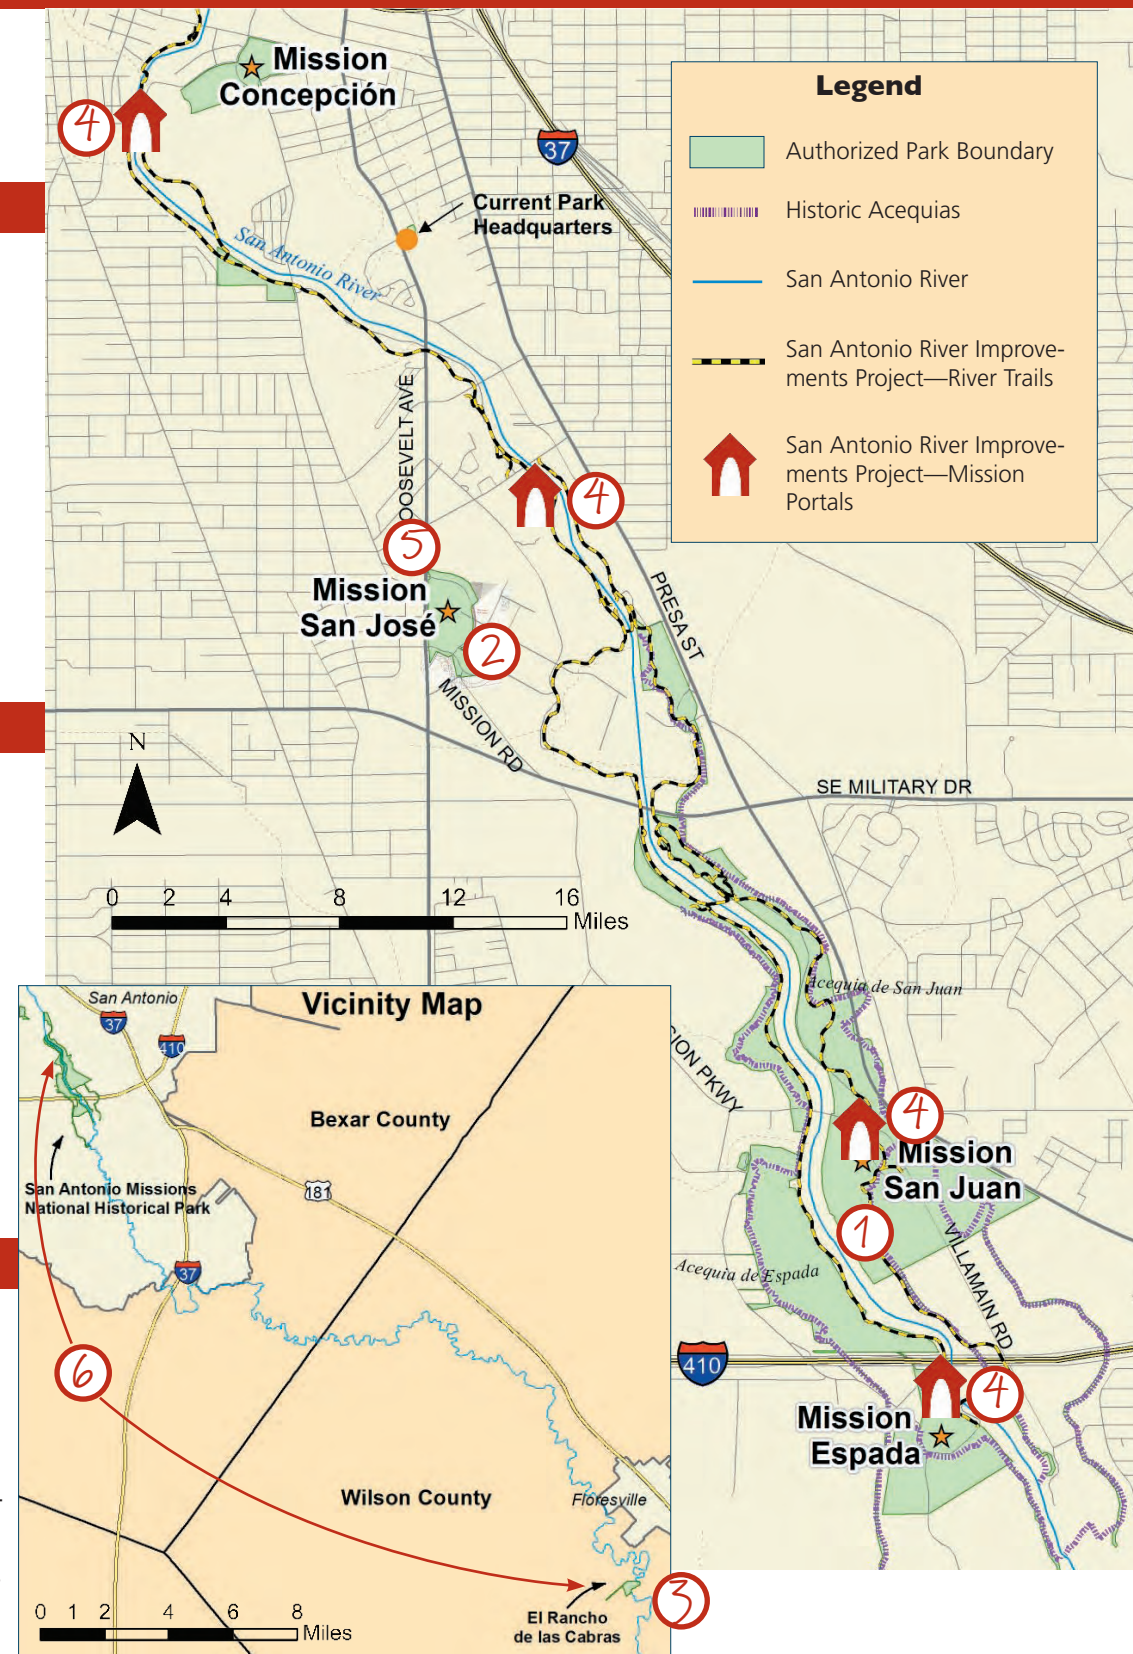 Mission
Concepción
4
37
Legend
Authorized Park Boundary
Historic Acequias
San Antonio River
San Antonio River Improve-
ments Project—River Trails
San Antonio River Improve-
ments Project—Mission
Portals
Current Park
Headquarters
San Antonio River
OOSEVELT AVE
4
5
Mission
San José
2
PRESA ST
MISSION RD
N
SE MILITARY DR
0 2 4 8 12 16
Miles
Acequia de San Juan
SION PKWY
4
Mission
San Juan
1
VILLAMAIN RD
Acequia de Espada
410
4
Mission
Espada
Vicinity Map
San Antonio
37
410
Bexar County
181
San Antonio Missions
National Historical Park
37
6
Wilson County
Floresville
El Rancho
de las Cabras
3
0 1 2 4 6 8
Miles